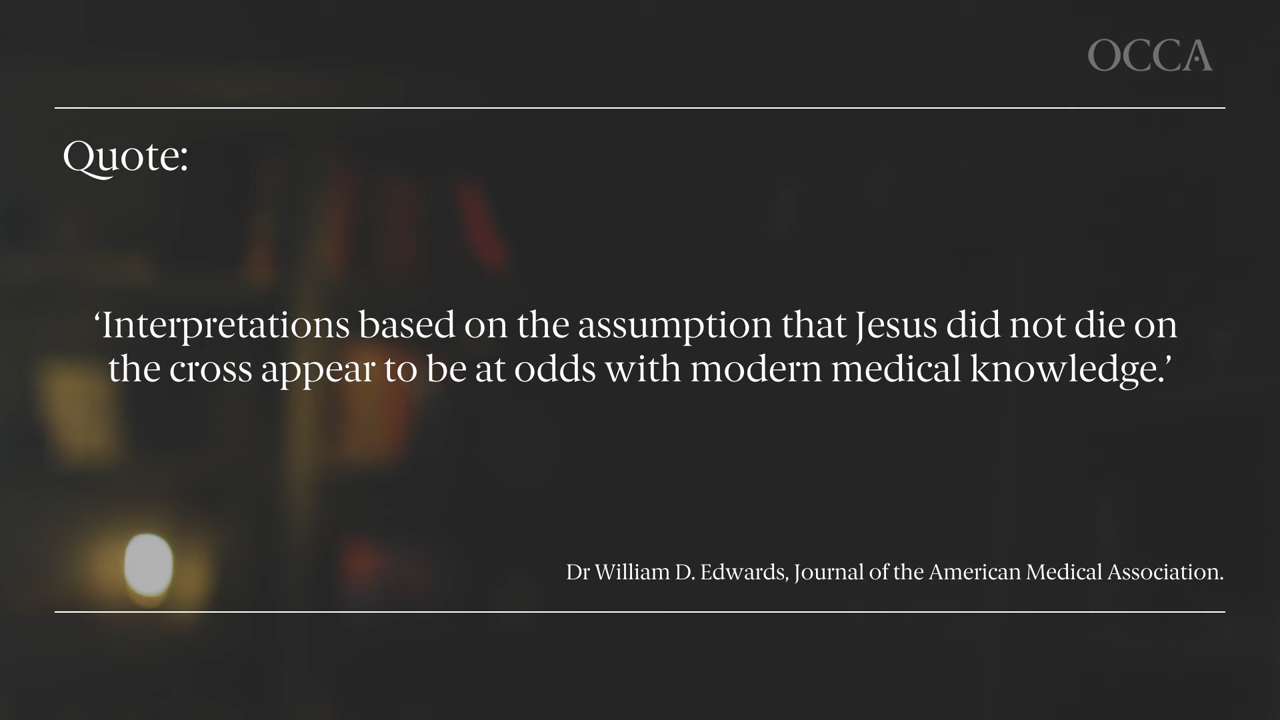 OCCA
Quote:
‘Interpretations based on the assumption that Jesus did not die on
the cross appear to be at odds with modern medical knowledge.’
Dr William D. Edwards, Journal of the American Medical Association.